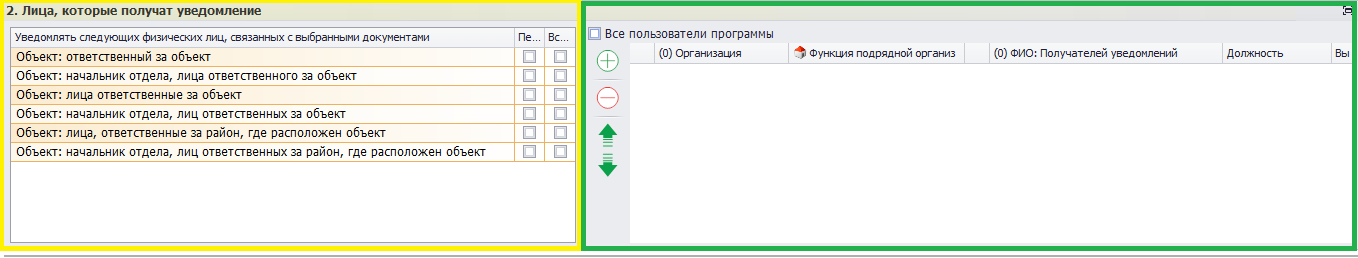 2. Лица, которые получат уведомление
Уведомлять следующих физических лиц, связанных с выбранными документами Пе... Вс...
Объект: ответственный за объект
Объект: начальник отдела, лица ответственного за объект
Объект: лица ответственные за объект
Объект: начальник отдела, лиц ответственных за объект
Объект: лица, ответственные за район, где расположен объект
Объект: начальник отдела, лиц ответственных за район, где расположен объект
Все пользователи программы
(0) Организация Функция подрядной организ (0) ФИО: Получателей уведомлений Должность Вы